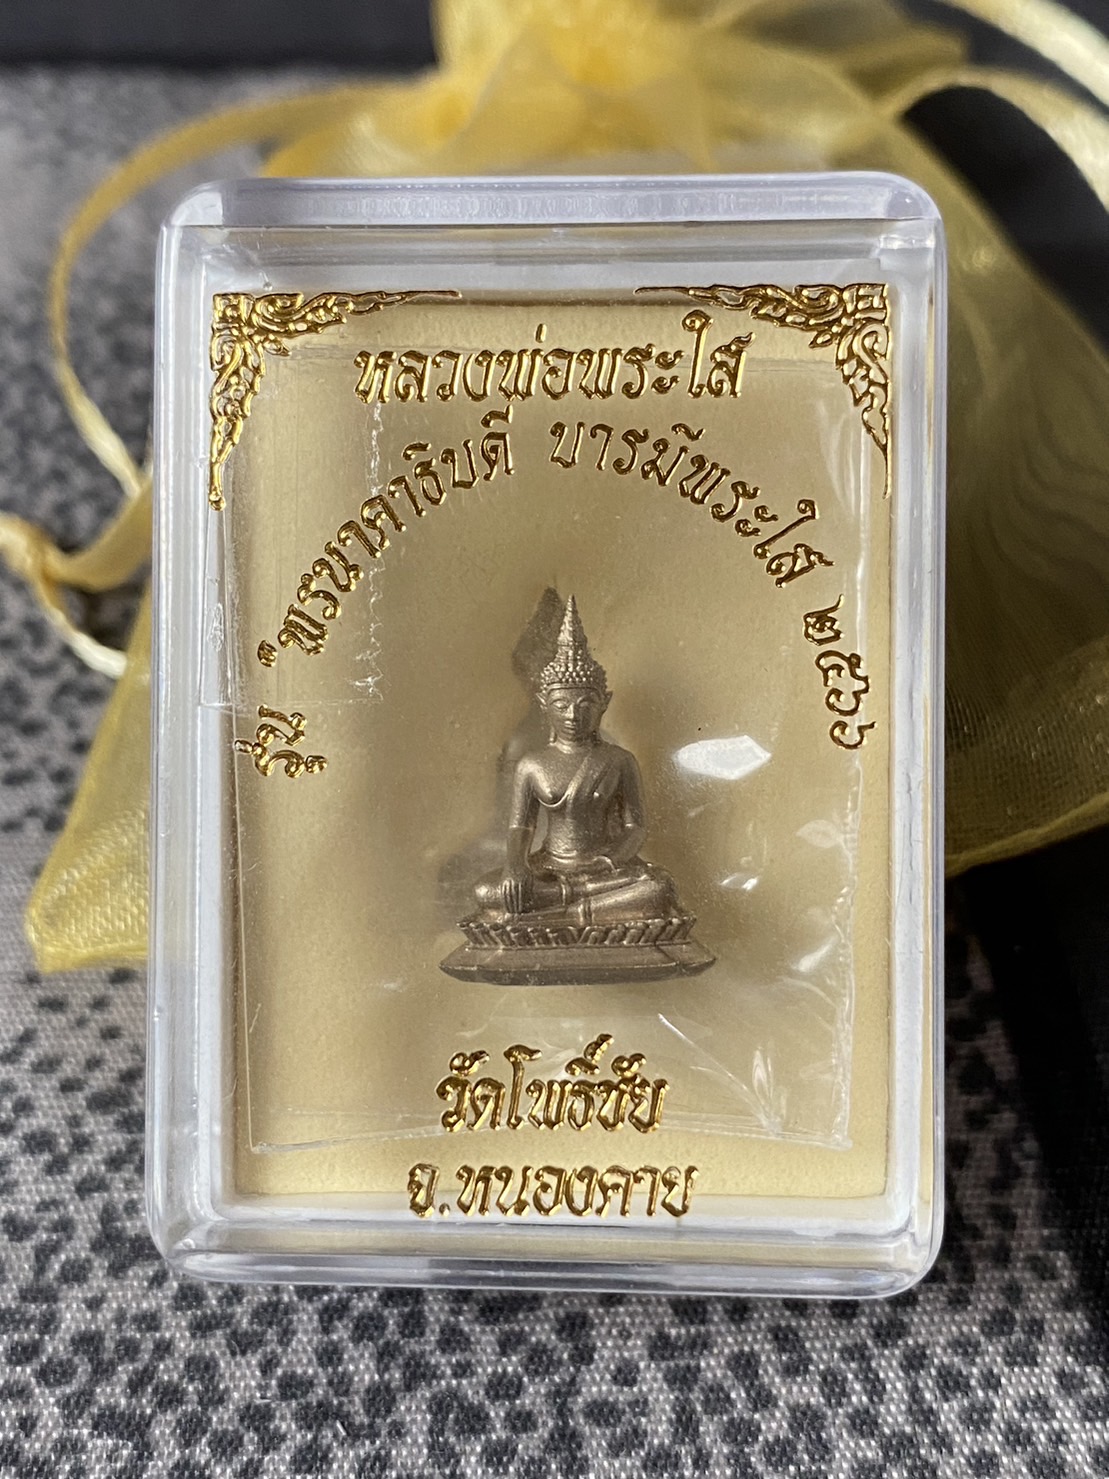 หลวงพ่อพระใส
รุ่น "พรนาคาธิบดี บารมีพระใส ๒๕๖๖
วัดโพธิ์ชัย
จ.หนองคาย